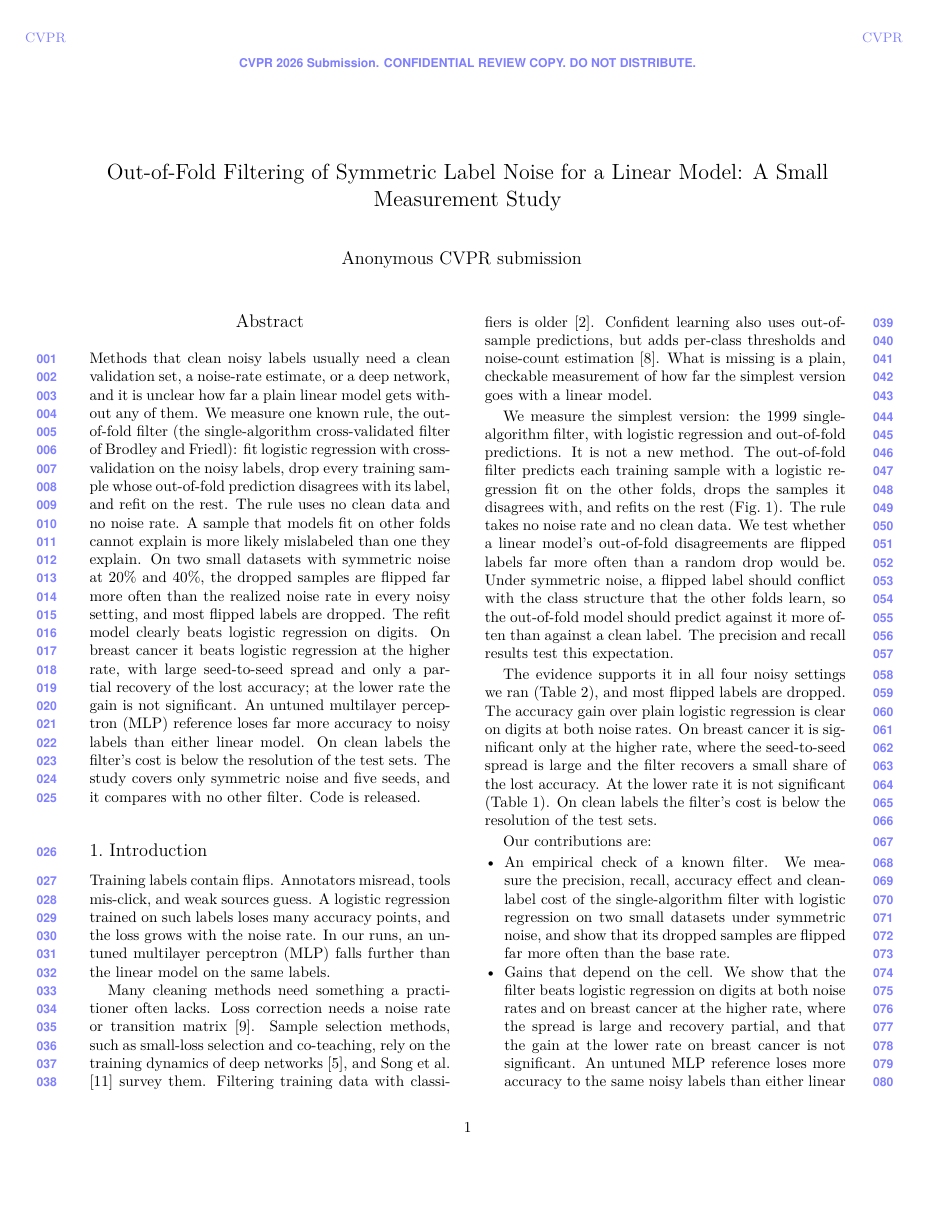 CVPR
CVPR
CVPR 2026 Submission. CONFIDENTIAL REVIEW COPY. DO NOT DISTRIBUTE.
Out-of-Fold Filtering of Symmetric Label Noise for a Linear Model: A Small
Measurement Study
Anonymous CVPR submission
Abstract
001 Methods that clean noisy labels usually need a clean
002 validation set, a noise-rate estimate, or a deep network,
003 and it is unclear how far a plain linear model gets with-
004 out any of them. We measure one known rule, the out-
005 of-fold filter (the single-algorithm cross-validated filter
006 of Brodley and Friedl): fit logistic regression with cross-
007 validation on the noisy labels, drop every training sam-
008 ple whose out-of-fold prediction disagrees with its label,
009 and refit on the rest. The rule uses no clean data and
010 no noise rate. A sample that models fit on other folds
011 cannot explain is more likely mislabeled than one they
012 explain. On two small datasets with symmetric noise
013 at 20% and 40%, the dropped samples are flipped far
014 more often than the realized noise rate in every noisy
015 setting, and most flipped labels are dropped. The refit
016 model clearly beats logistic regression on digits. On
017 breast cancer it beats logistic regression at the higher
018 rate, with large seed-to-seed spread and only a par-
019 tial recovery of the lost accuracy; at the lower rate the
020 gain is not significant. An untuned multilayer percep-
021 tron (MLP) reference loses far more accuracy to noisy
022 labels than either linear model. On clean labels the
023 filter's cost is below the resolution of the test sets. The
024 study covers only symmetric noise and five seeds, and
025 it compares with no other filter. Code is released.
026 1. Introduction
027 Training labels contain flips. Annotators misread, tools
028 mis-click, and weak sources guess. A logistic regression
029 trained on such labels loses many accuracy points, and
030 the loss grows with the noise rate. In our runs, an un-
031 tuned multilayer perceptron (MLP) falls further than
032 the linear model on the same labels.
033 Many cleaning methods need something a practi-
034 tioner often lacks. Loss correction needs a noise rate
035 or transition matrix [9]. Sample selection methods,
036 such as small-loss selection and co-teaching, rely on the
037 training dynamics of deep networks [5], and Song et al.
038 [11] survey them. Filtering training data with classi-
fiers is older [2]. Confident learning also uses out-of- 039
sample predictions, but adds per-class thresholds and 040
noise-count estimation [8]. What is missing is a plain, 041
checkable measurement of how far the simplest version 042
goes with a linear model. 043
We measure the simplest version: the 1999 single- 044
algorithm filter, with logistic regression and out-of-fold 045
predictions. It is not a new method. The out-of-fold 046
filter predicts each training sample with a logistic re- 047
gression fit on the other folds, drops the samples it 048
disagrees with, and refits on the rest (Fig. 1). The rule 049
takes no noise rate and no clean data. We test whether 050
a linear model's out-of-fold disagreements are flipped 051
labels far more often than a random drop would be. 052
Under symmetric noise, a flipped label should conflict 053
with the class structure that the other folds learn, so 054
the out-of-fold model should predict against it more of- 055
ten than against a clean label. The precision and recall 056
results test this expectation. 057
The evidence supports it in all four noisy settings 058
we ran (Table 2), and most flipped labels are dropped. 059
The accuracy gain over plain logistic regression is clear 060
on digits at both noise rates. On breast cancer it is sig- 061
nificant only at the higher rate, where the seed-to-seed 062
spread is large and the filter recovers a small share of 063
the lost accuracy. At the lower rate it is not significant 064
(Table 1). On clean labels the filter's cost is below the 065
resolution of the test sets. 066
Our contributions are: 067
• An empirical check of a known filter. We mea- 068
sure the precision, recall, accuracy effect and clean- 069
label cost of the single-algorithm filter with logistic 070
regression on two small datasets under symmetric 071
noise, and show that its dropped samples are flipped 072
far more often than the base rate. 073
• Gains that depend on the cell. We show that the 074
filter beats logistic regression on digits at both noise 075
rates and on breast cancer at the higher rate, where 076
the spread is large and recovery partial, and that 077
the gain at the lower rate on breast cancer is not 078
significant. An untuned MLP reference loses more 079
accuracy to the same noisy labels than either linear 080
1